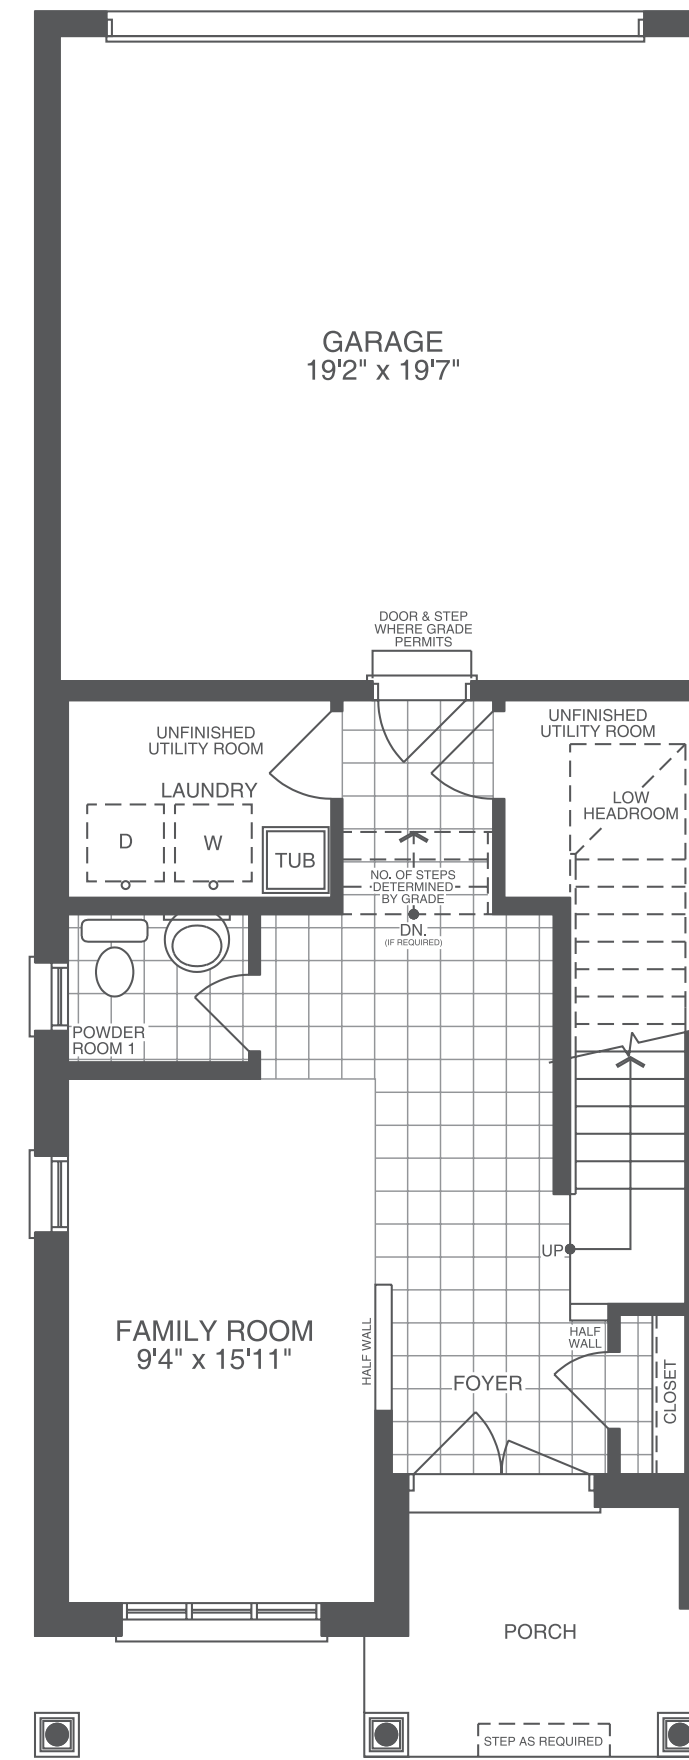 GARAGE
19'2" x 19'7"
DOOR & STEP
WHERE GRADE
PERMITS
UNFINISHED
UTILITY ROOM
LAUNDRY
D
W
TUB
UNFINISHED
UTILITY ROOM
LOW
HEADROOM
NO. OF STEPS
DETERMINED
BY GRADE
DN.
(IF REQUIRED)
POWDER
ROOM 1
UP
FAMILY ROOM
9'4" x 15'11"
HALF WALL
HALF
WALL
FOYER
CLOSET
PORCH
STEP AS REQUIRED